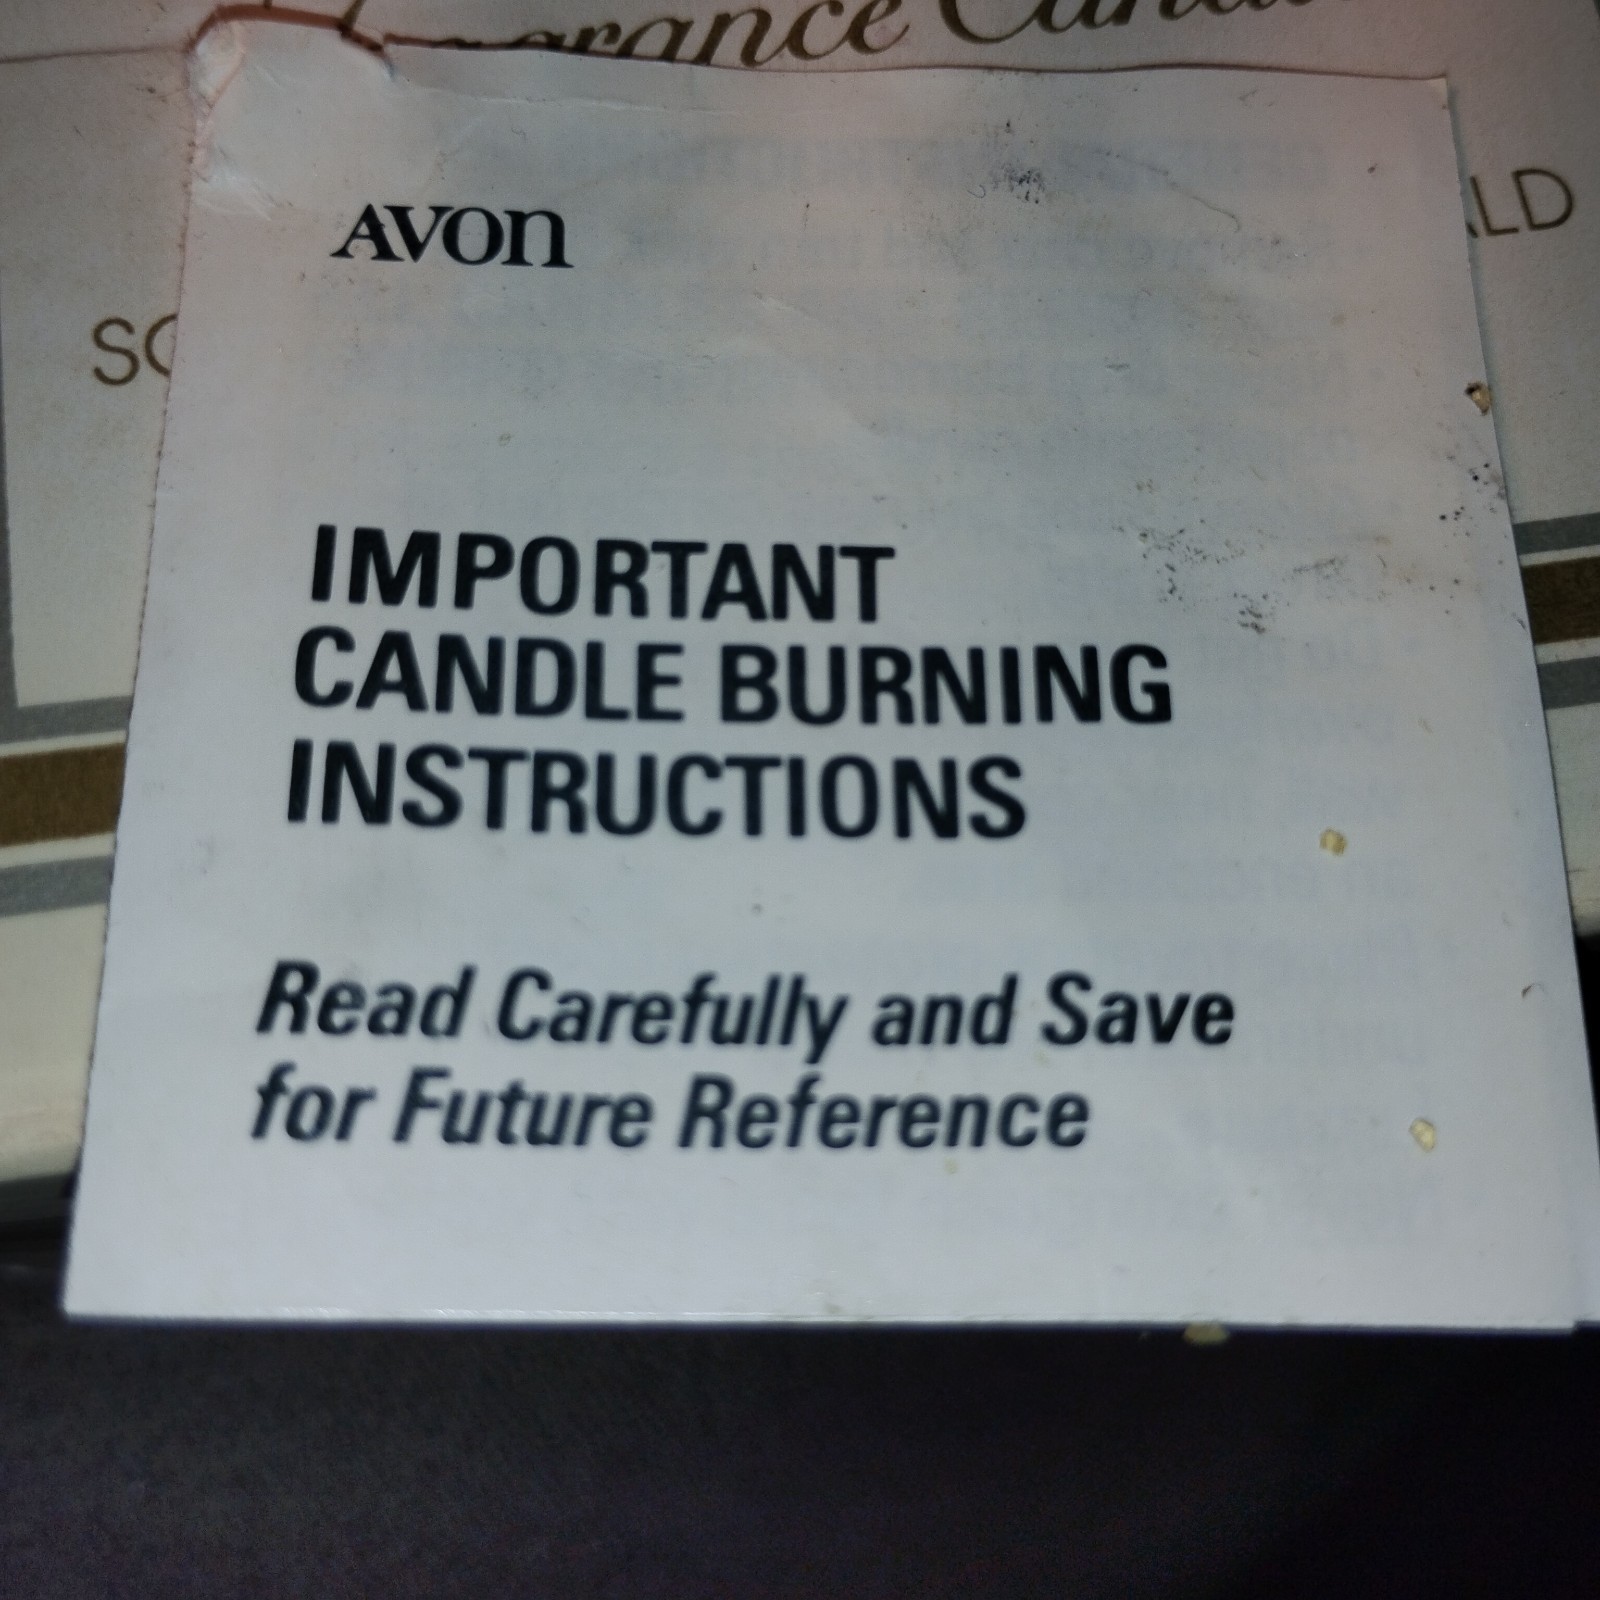 AVON
IMPORTANT
CANDLE BURNING
INSTRUCTIONS
Read Carefully and Save
for Future Reference